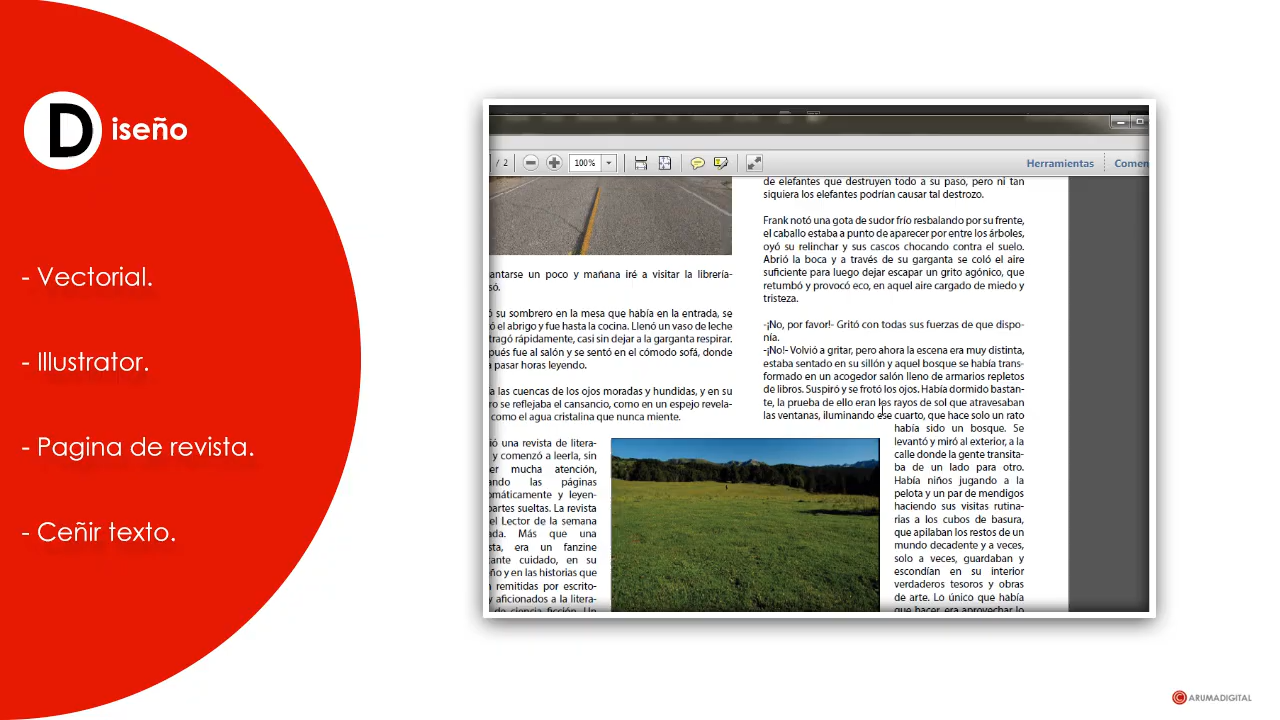 Diseño
- Vectorial.
- Illustrator.
- Pagina de revista.
- Ceñir texto.
/ 2
100%
Herramientas
Comen
antarse un poco y mañana iré a visitar la librería-
só.
ó su sombrero en la mesa que había en la entrada, se
ó el abrigo y fue hasta la cocina. Llenó un vaso de leche
tragó rápidamente, casi sin dejar a la garganta respirar.
pués fue al salón y se sentó en el cómodo sofá, donde
a pasar horas leyendo.
a las cuencas de los ojos moradas y hundidas, y en su
ro se reflejaba el cansancio, como en un espejo revela-
como el agua cristalina que nunca miente.
ió una revista de litera-
y comenzó a leerla, sin
er mucha atención,
ando las páginas
omáticamente y leyen-
partes sueltas. La revista
el Lector de la semana
ada. Más que una
sta, era un fanzine
tante cuidado, en su
ño y en las historias que
n remitidas por escrito-
y aficionados a la litera-
de ciencia ficción. Un
de elefantes que destruyen todo a su paso, pero ni tan
siquiera los elefantes podrían causar tal destrozo.
Frank notó una gota de sudor frío resbalando por su frente,
el caballo estaba a punto de aparecer por entre los árboles,
oyó su relinchar y sus cascos chocando contra el suelo.
Abrió la boca y a través de su garganta se coló el aire
suficiente para luego dejar escapar un grito agónico, que
retumbó y provocó eco, en aquel aire cargado de miedo y
tristeza.
-¡No, por favor!- Gritó con todas sus fuerzas de que dispo-
nía.
-¡No!- Volvió a gritar, pero ahora la escena era muy distinta,
estaba sentado en su sillón y aquel bosque se había trans-
formado en un acogedor salón lleno de armarios repletos
de libros. Suspiró y se frotó los ojos. Había dormido bastan-
te, la prueba de ello eran los rayos de sol que atravesaban
las ventanas, iluminando ese cuarto, que hace solo un rato
había sido un bosque. Se
levantó y miró al exterior, a la
calle donde la gente transita-
ba de un lado para otro.
Había niños jugando a la
pelota y un par de mendigos
haciendo sus visitas rutina-
rias a los cubos de basura,
que apilaban los restos de un
mundo decadente y a veces,
solo a veces, guardaban y
escondían en su interior
verdaderos tesoros y obras
de arte. Lo único que había
que hacer, era aprovechar lo
ARUMADIGITAL